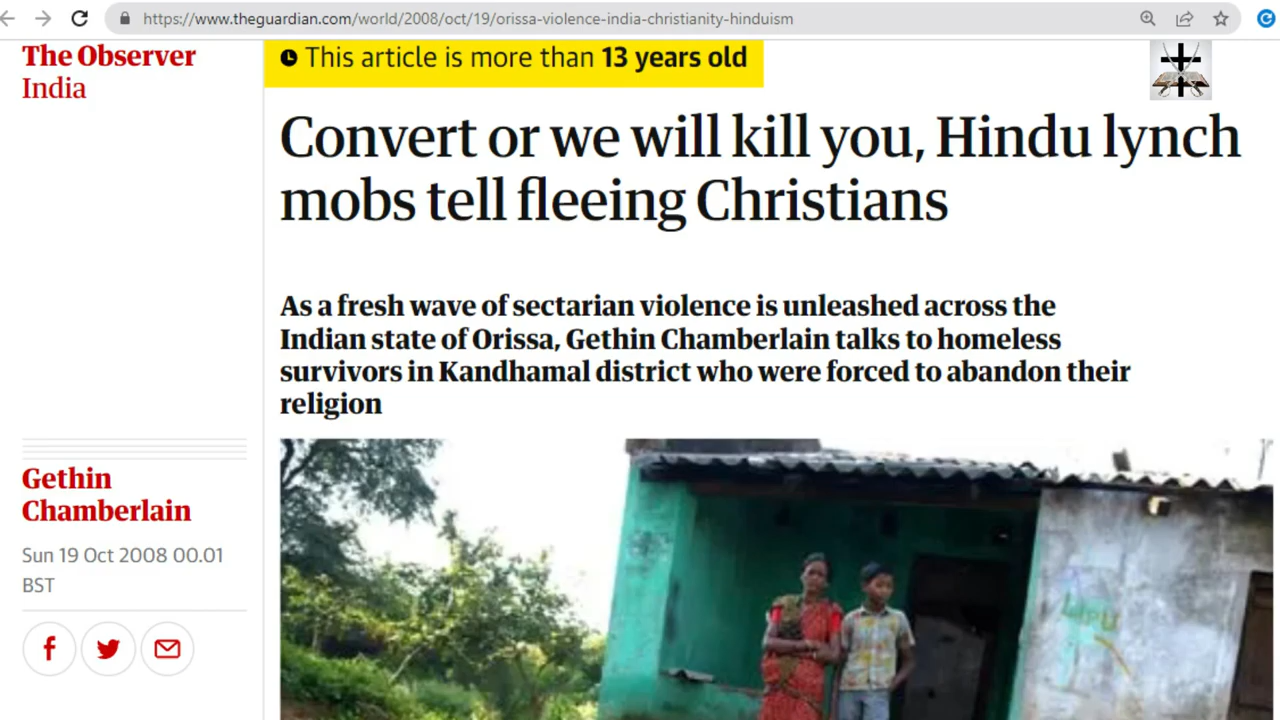 https://www.theguardian.com/world/2008/oct/19/orissa-violence-india-christianity-hinduism
The Observer
India
This article is more than 13 years old
Convert or we will kill you, Hindu lynch
mobs tell fleeing Christians
As a fresh wave of sectarian violence is unleashed across the
Indian state of Orissa, Gethin Chamberlain talks to homeless
survivors in Kandhamal district who were forced to abandon their
religion
Gethin
Chamberlain
Sun 19 Oct 2008 00.01
BST